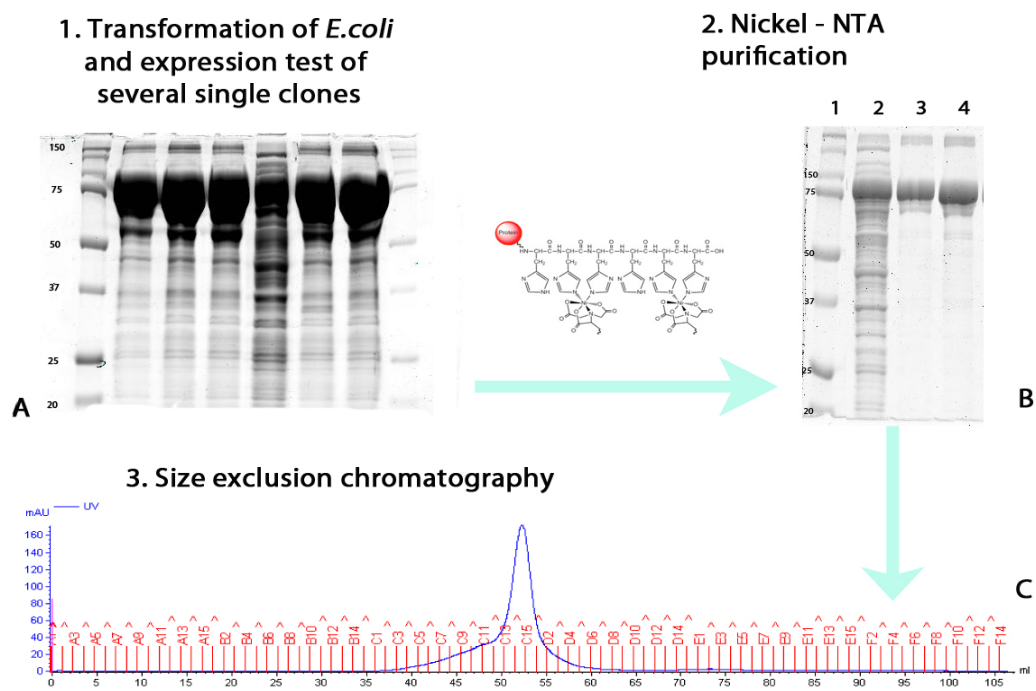 1. Transformation of E.coli
and expression test of
several single clones
2. Nickel - NTA
purification
1 2 3 4
150
75
50
37
25
20
A
Protein
150
75
50
37
25
20
B
3. Size exclusion chromatography
mAU
UV
160
140
120
100
80
60
40
20
0
A3 A5 A7 A9 A11 A13 A15 B2 B4 B6 B8 B10 B12 B14 C1 C3 C5 C7 C9 C11 C13 C15 D2 D4 D6 D8 D10 D12 D14 E1 E3 E5 E7 E9 E11 E13 E15 F2 F4 F6 F8 F10 F12 F14
0 5 10 15 20 25 30 35 40 45 50 55 60 65 70 75 80 85 90 95 100 105 ml
C